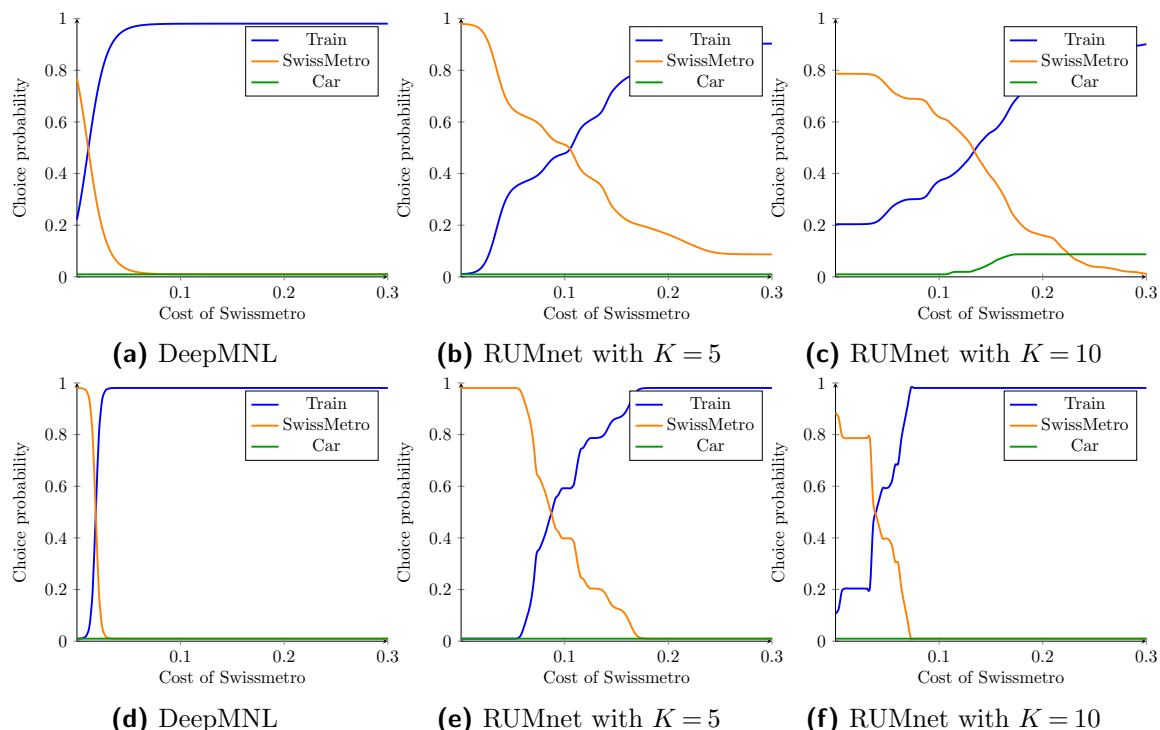 1
0.8
0.6
0.4
0.2
0
0.1
0.2
0.3
Choice probability
Cost of Swissmetro
Train
SwissMetro
Car
(a) DeepMNL
1
0.8
0.6
0.4
0.2
0
0.1
0.2
0.3
Choice probability
Cost of Swissmetro
Train
SwissMetro
Car
(b) RUMnet with K = 5
1
0.8
0.6
0.4
0.2
0
0.1
0.2
0.3
Choice probability
Cost of Swissmetro
Train
SwissMetro
Car
(c) RUMnet with K = 10
1
0.8
0.6
0.4
0.2
0
0.1
0.2
0.3
Choice probability
Cost of Swissmetro
Train
SwissMetro
Car
(d) DeepMNL
1
0.8
0.6
0.4
0.2
0
0.1
0.2
0.3
Choice probability
Cost of Swissmetro
Train
SwissMetro
Car
(e) RUMnet with K = 5
1
0.8
0.6
0.4
0.2
0
0.1
0.2
0.3
Choice probability
Cost of Swissmetro
Train
SwissMetro
Car
(f) RUMnet with K = 10